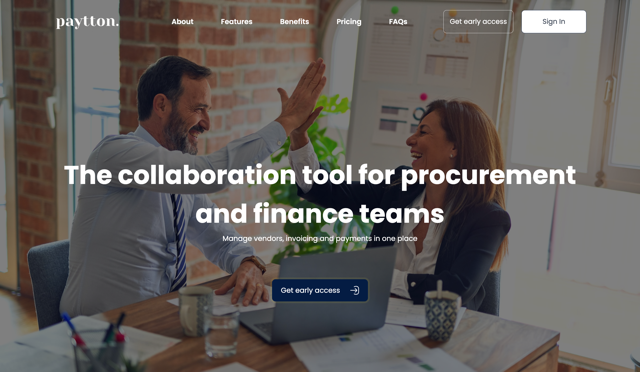 paytton.
About
Features
Benefits
Pricing
FAQs
Get early access
Sign In
The collaboration tool for procurement
and finance teams
Manage vendors, invoicing and payments in one place
Get early access